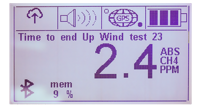 GPS
Time to end Up Wind test 23
2.4 ABS
CH4
PPM
mem
9 %